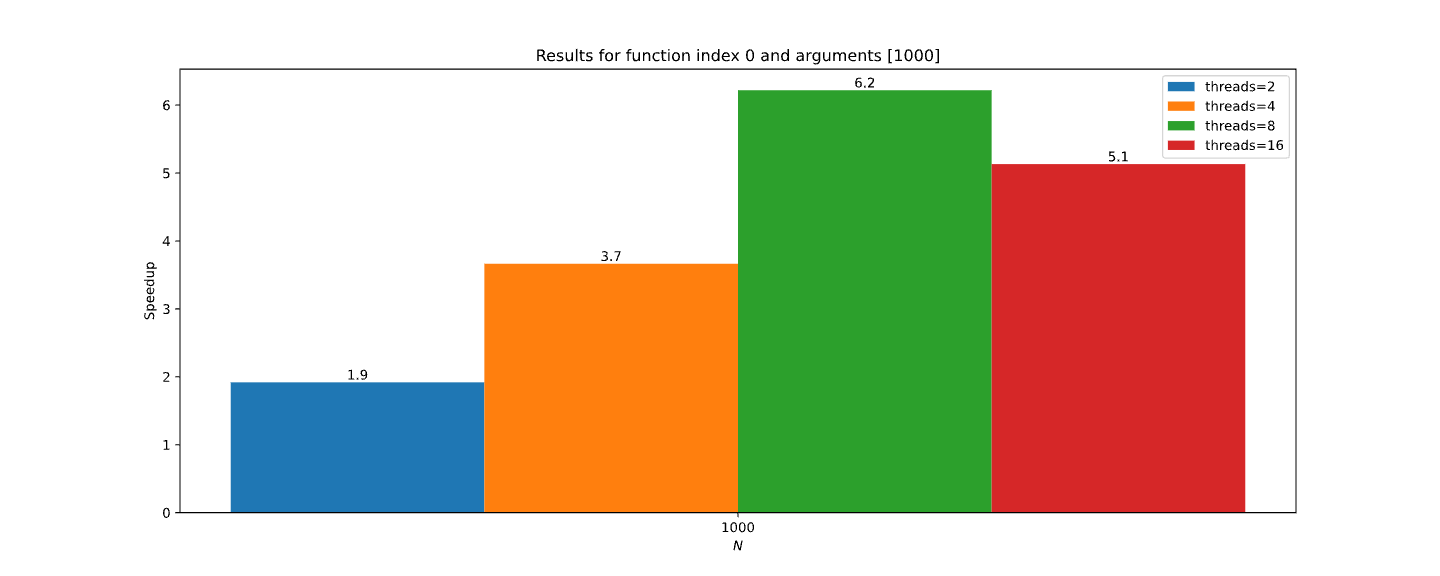 Results for function index 0 and arguments [1000]
6.2
5.1
3.7
1.9
threads=2
threads=4
threads=8
threads=16
Speedup
6
5
4
3
2
1
0
1000
N